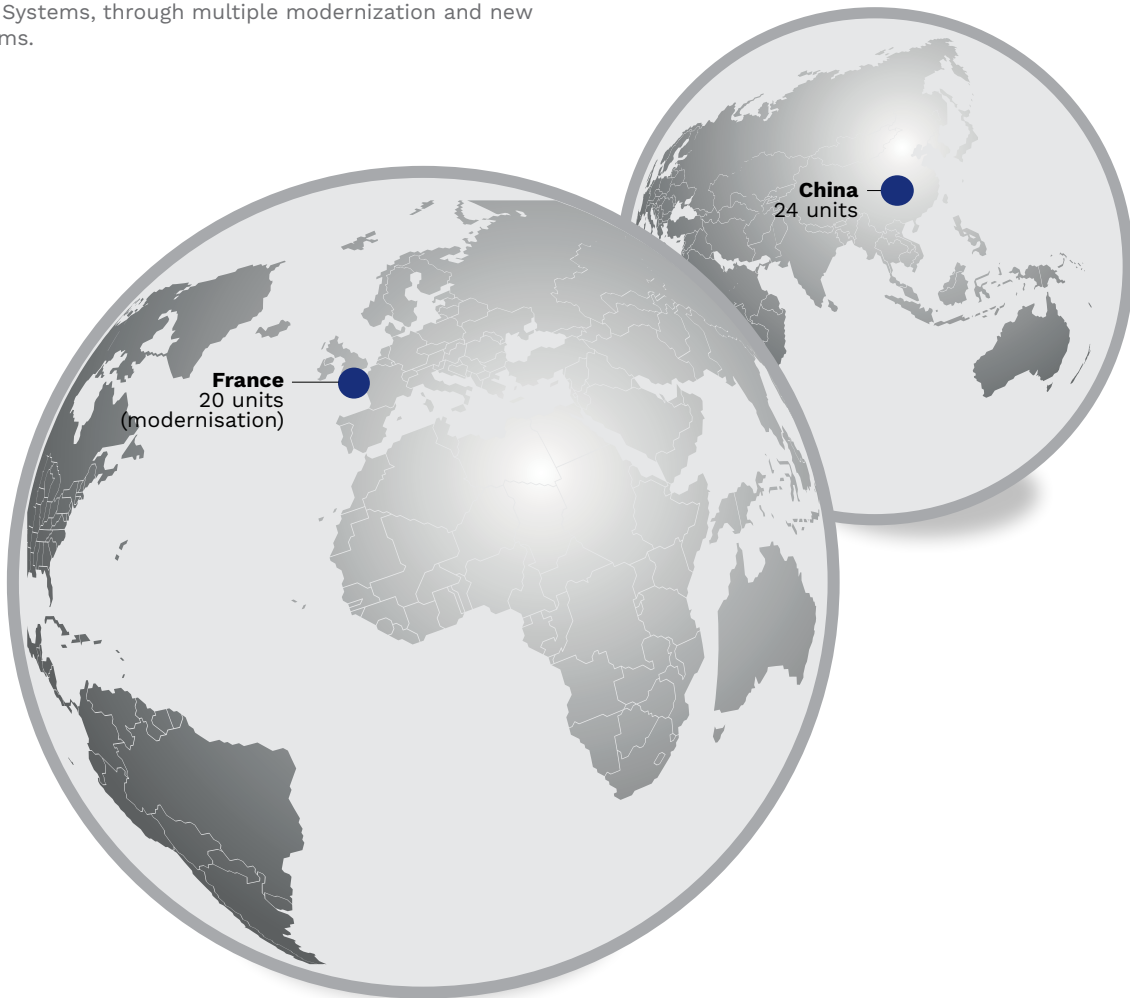 Systems, through multiple modernization and new
ms.
China
24 units
France
20 units
(modernisation)